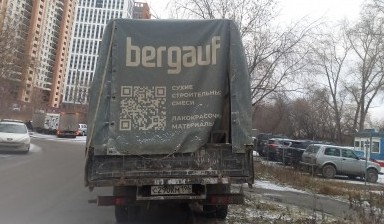 bergauf
СУХИЕ
СТРОИТЕЛЬНЫЕ
СМЕСИ
ЛАКОКРАСОЧНЫЕ
МАТЕРИАЛЫ